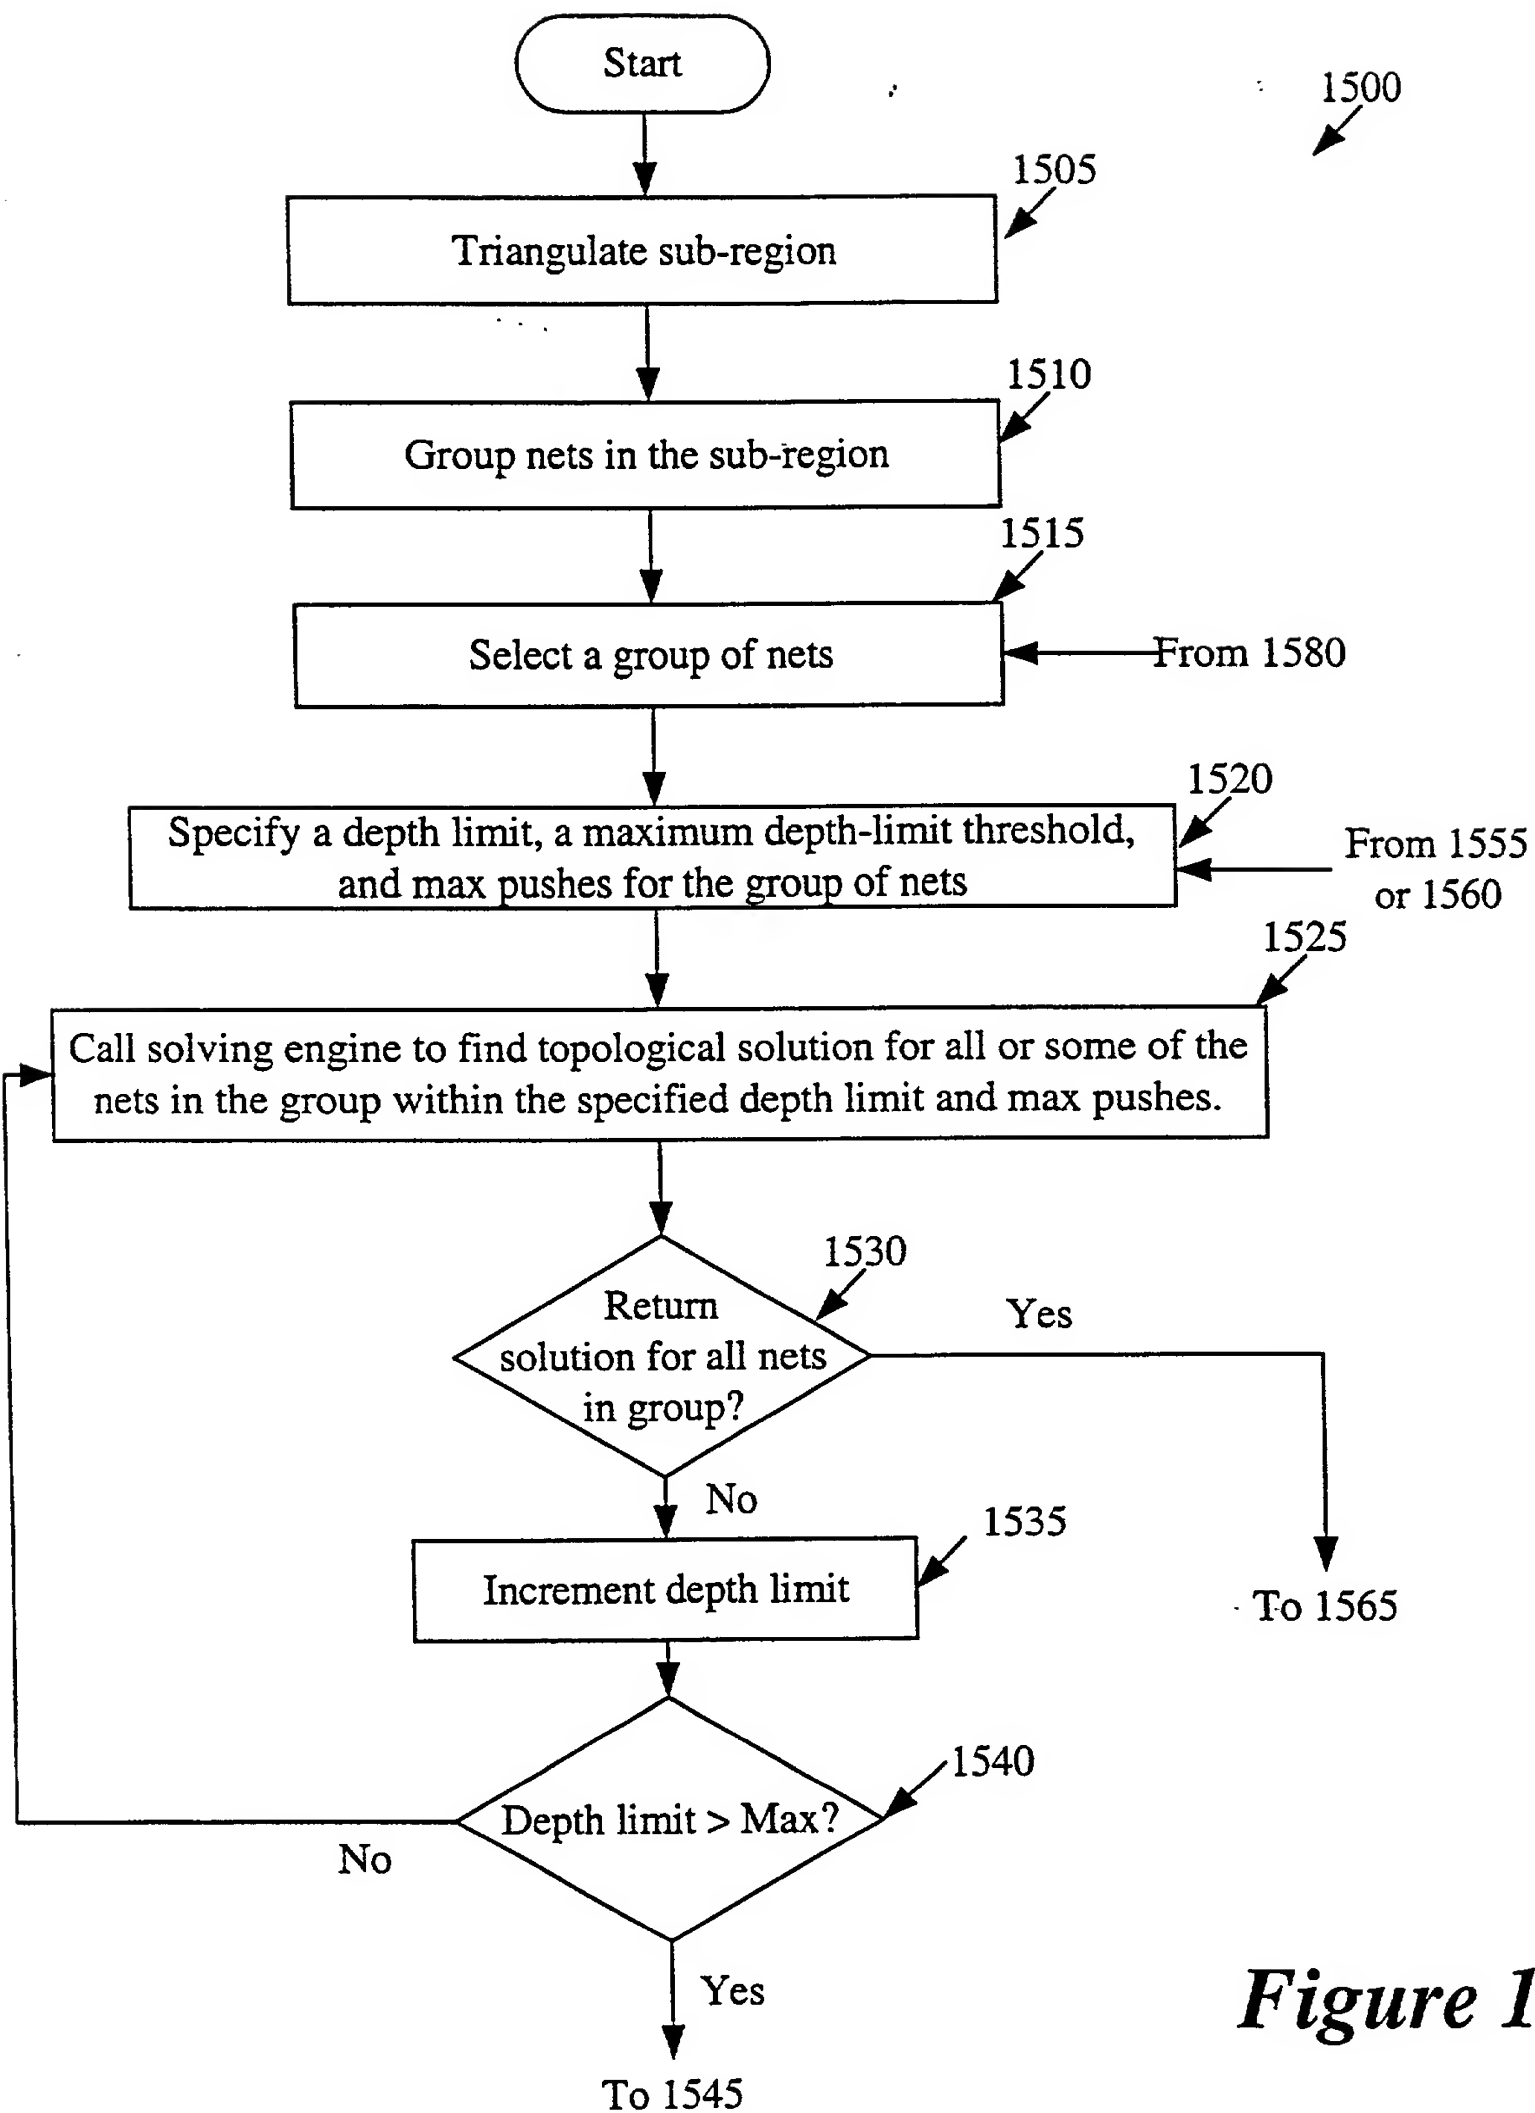 Start
1500
1505
Triangulate sub-region
1510
Group nets in the sub-region
1515
Select a group of nets
From 1580
1520
Specify a depth limit, a maximum depth-limit threshold,
and max pushes for the group of nets
From 1555
or 1560
1525
Call solving engine to find topological solution for all or some of the
nets in the group within the specified depth limit and max pushes.
1530
Return
solution for all nets
in group?
Yes
No
1535
Increment depth limit
To 1565
1540
Depth limit > Max?
No
Yes
To 1545
Figure 1